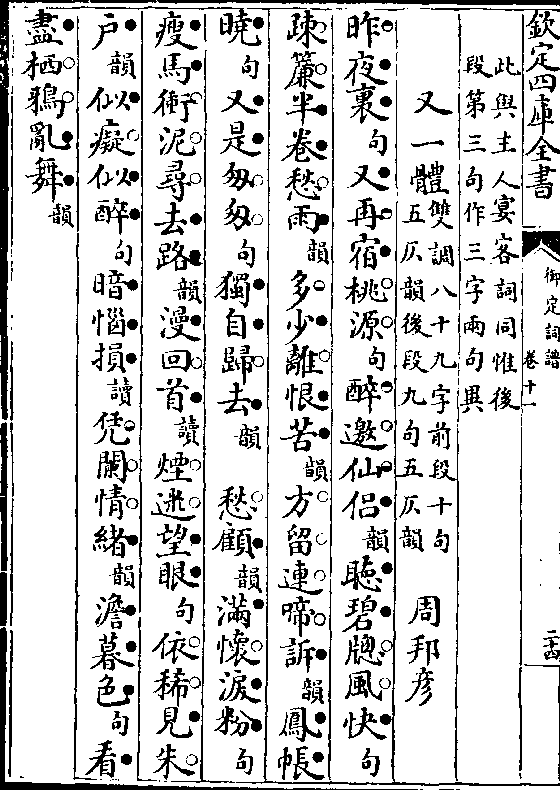 欽定四庫全書
御定詞譜
卷十一
二十四
此與主人宴客詞同惟後
段第三句作三字兩句異
又一體雙調八十九字前段十句
五仄韻後段九句五仄韻
周邦彦
昨夜裏句又再宿桃源句醉邀仙侣韻聽碧牕風快句
疎簾半卷愁雨韻多少離恨苦韻方留連啼訴韻鳳帳
曉句又是匆匆句獨自歸去韻愁顧韻滿懷淚粉句
瘦馬衝泥尋去路韻漫回首讀煙迷望眼句依稀見朱
户韻似癡似醉句暗惱損讀凭闌情緒韻澹暮色句看
盡栖鴉亂舞韻